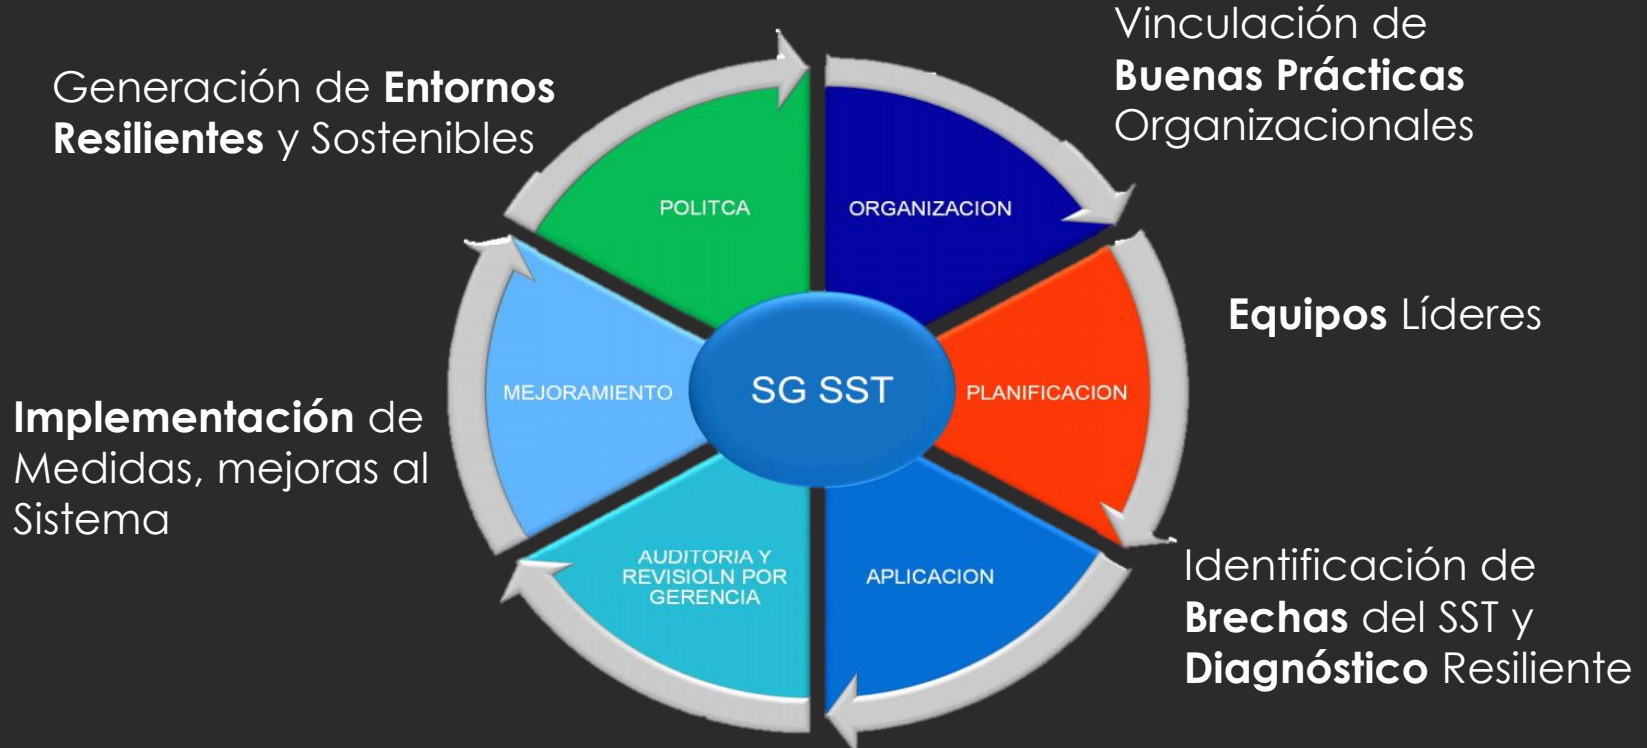 Generación de Entornos
Resilientes y Sostenibles
Vinculación de
Buenas Prácticas
Organizacionales
POLITCA
ORGANIZACION
Equipos Líderes
MEJORAMIENTO
SG SST
PLANIFICACION
Implementación de
Medidas, mejoras al
Sistema
AUDITORIA Y
REVISIOLN POR
GERENCIA
APLICACION
Identificación de
Brechas del SST y
Diagnóstico Resiliente